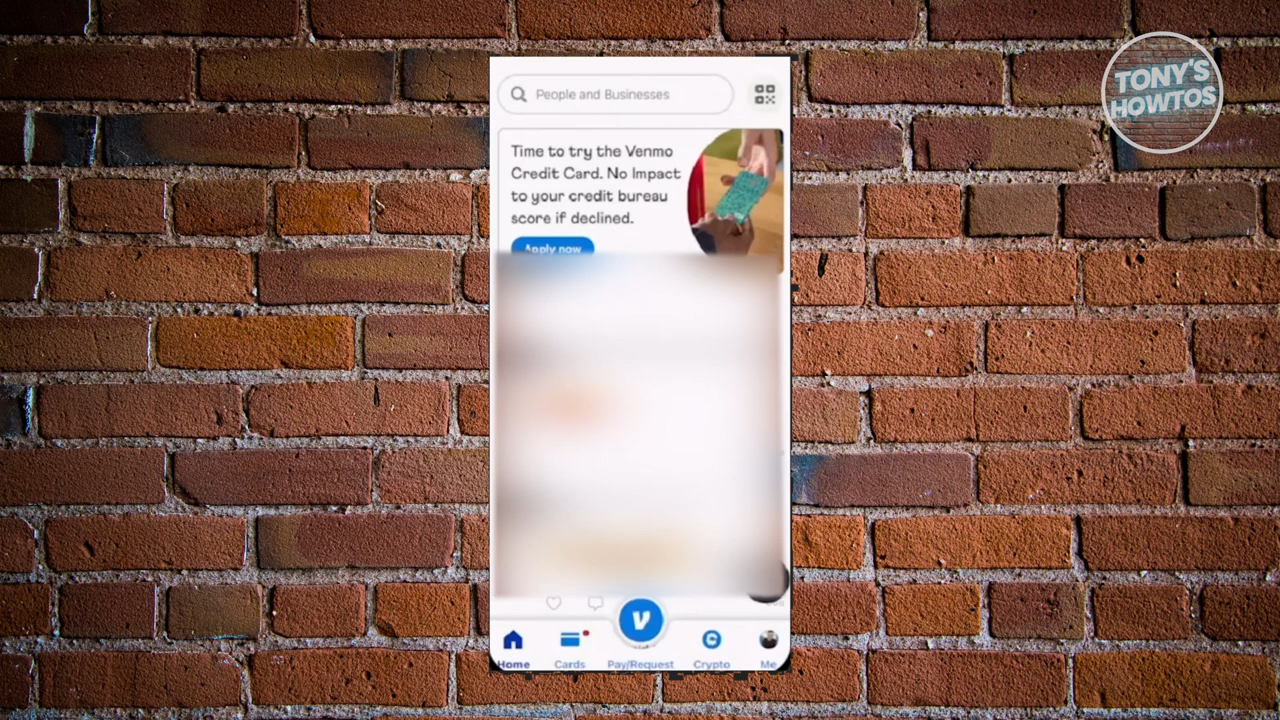 TONY'S
HOWTOS
People and Businesses
Time to try the Venmo
Credit Card. No Impact
to your credit bureau
score if declined.
Apply now
Home
Cards
Pay/Request
Crypto
Me